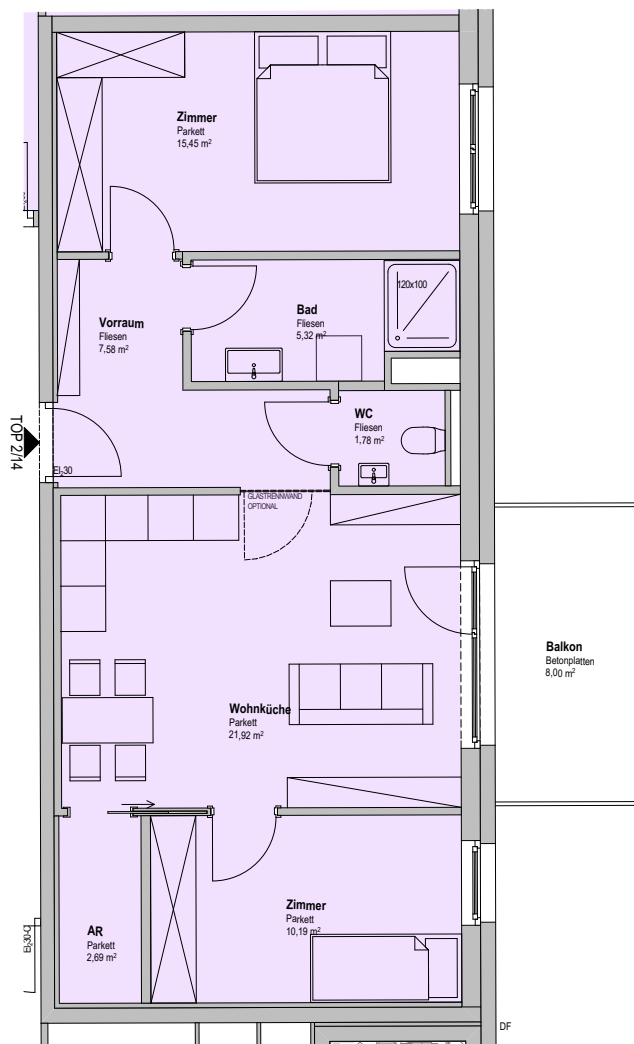 Zimmer
Parkett
15,45 m²
120x100
Bad
Fliesen
5,32 m²
Vorraum
Fliesen
7,58 m²
WC
Fliesen
1,78 m²
TOP 2/14
EI₂30
GLASTRENNWAND
OPTIONAL
Balkon
Betonplatten
8,00 m²
Wohnküche
Parkett
21,92 m²
Zimmer
Parkett
10,19 m²
AR
Parkett
2,69 m²
EI₂30-C
DF